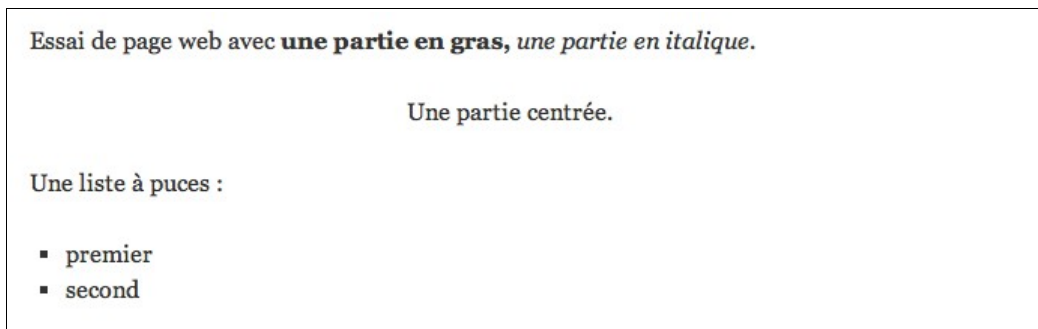 Essai de page web avec une partie en gras, une partie en italique.
Une partie centrée.
Une liste à puces :
▪ premier
▪ second